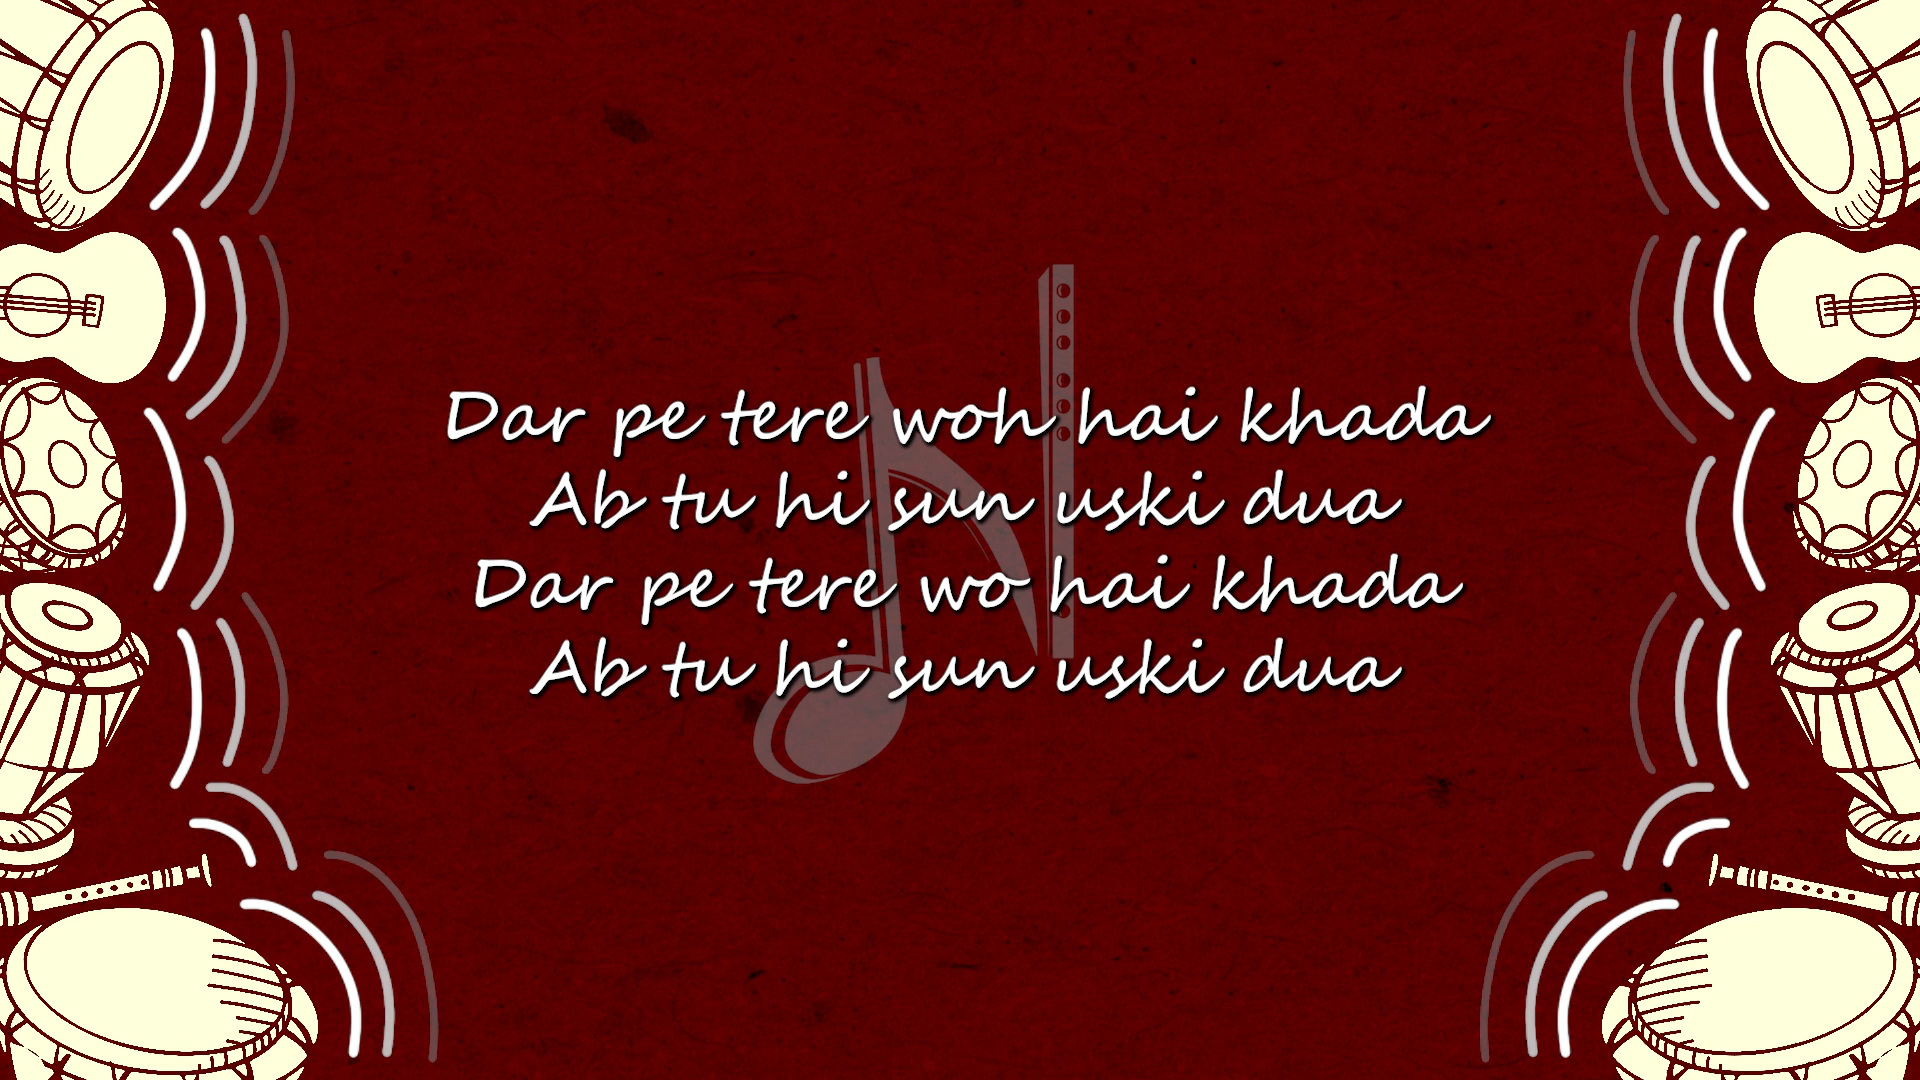 Dar pe tere woh hai khada
Ab tu hi sun uski dua
Dar pe tere wo hai khada
Ab tu hi sun uski dua